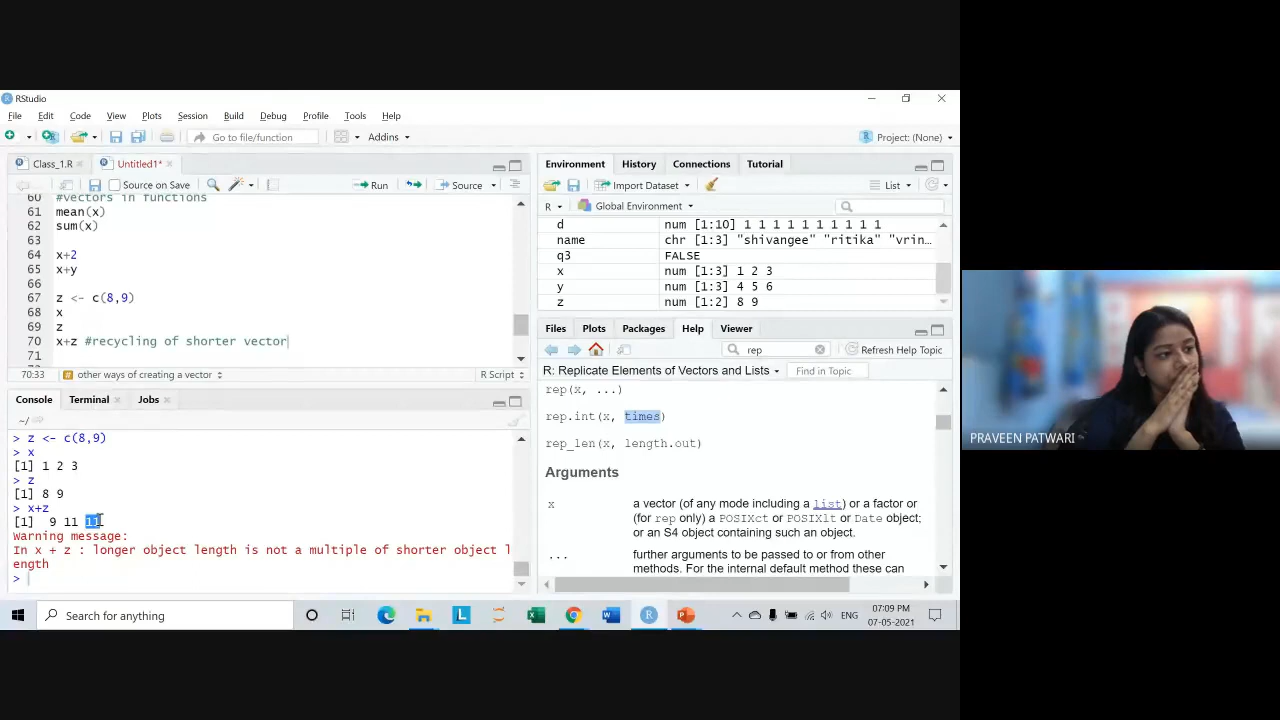 RStudio
File Edit Code View Plots Session Build Debug Profile Tools Help
Go to file/function Addins Project: (None)
Class_1.R Untitled1*
Source on Save Run Source
60 #vectors in functions
61 mean(x)
62 sum(x)
63
64 x+2
65 x+y
66
67 z <- c(8,9)
68 x
69 z
70 x+z #recycling of shorter vector
71
70:33 # other ways of creating a vector R Script
Console Terminal Jobs
~/
> z <- c(8,9)
> x
[1] 1 2 3
> z
[1] 8 9
> x+z
[1]  9 11 11
Warning message:
In x + z : longer object length is not a multiple of shorter object l
ength
>
Environment History Connections Tutorial
Import Dataset List
R Global Environment
d num [1:10] 1 1 1 1 1 1 1 1 1 1
name chr [1:3] "shivangee" "ritika" "vrin…
q3 FALSE
x num [1:3] 1 2 3
y num [1:3] 4 5 6
z num [1:2] 8 9
Files Plots Packages Help Viewer
rep Refresh Help Topic
R: Replicate Elements of Vectors and Lists Find in Topic
rep(x, ...)
rep.int(x, times)
rep_len(x, length.out)
Arguments
x a vector (of any mode including a list) or a factor or
(for rep only) a POSIXct or POSIXlt or Date object;
or an S4 object containing such an object.
... further arguments to be passed to or from other
methods. For the internal default method these can
Search for anything ENG 07:09 PM
07-05-2021
PRAVEEN PATWARI